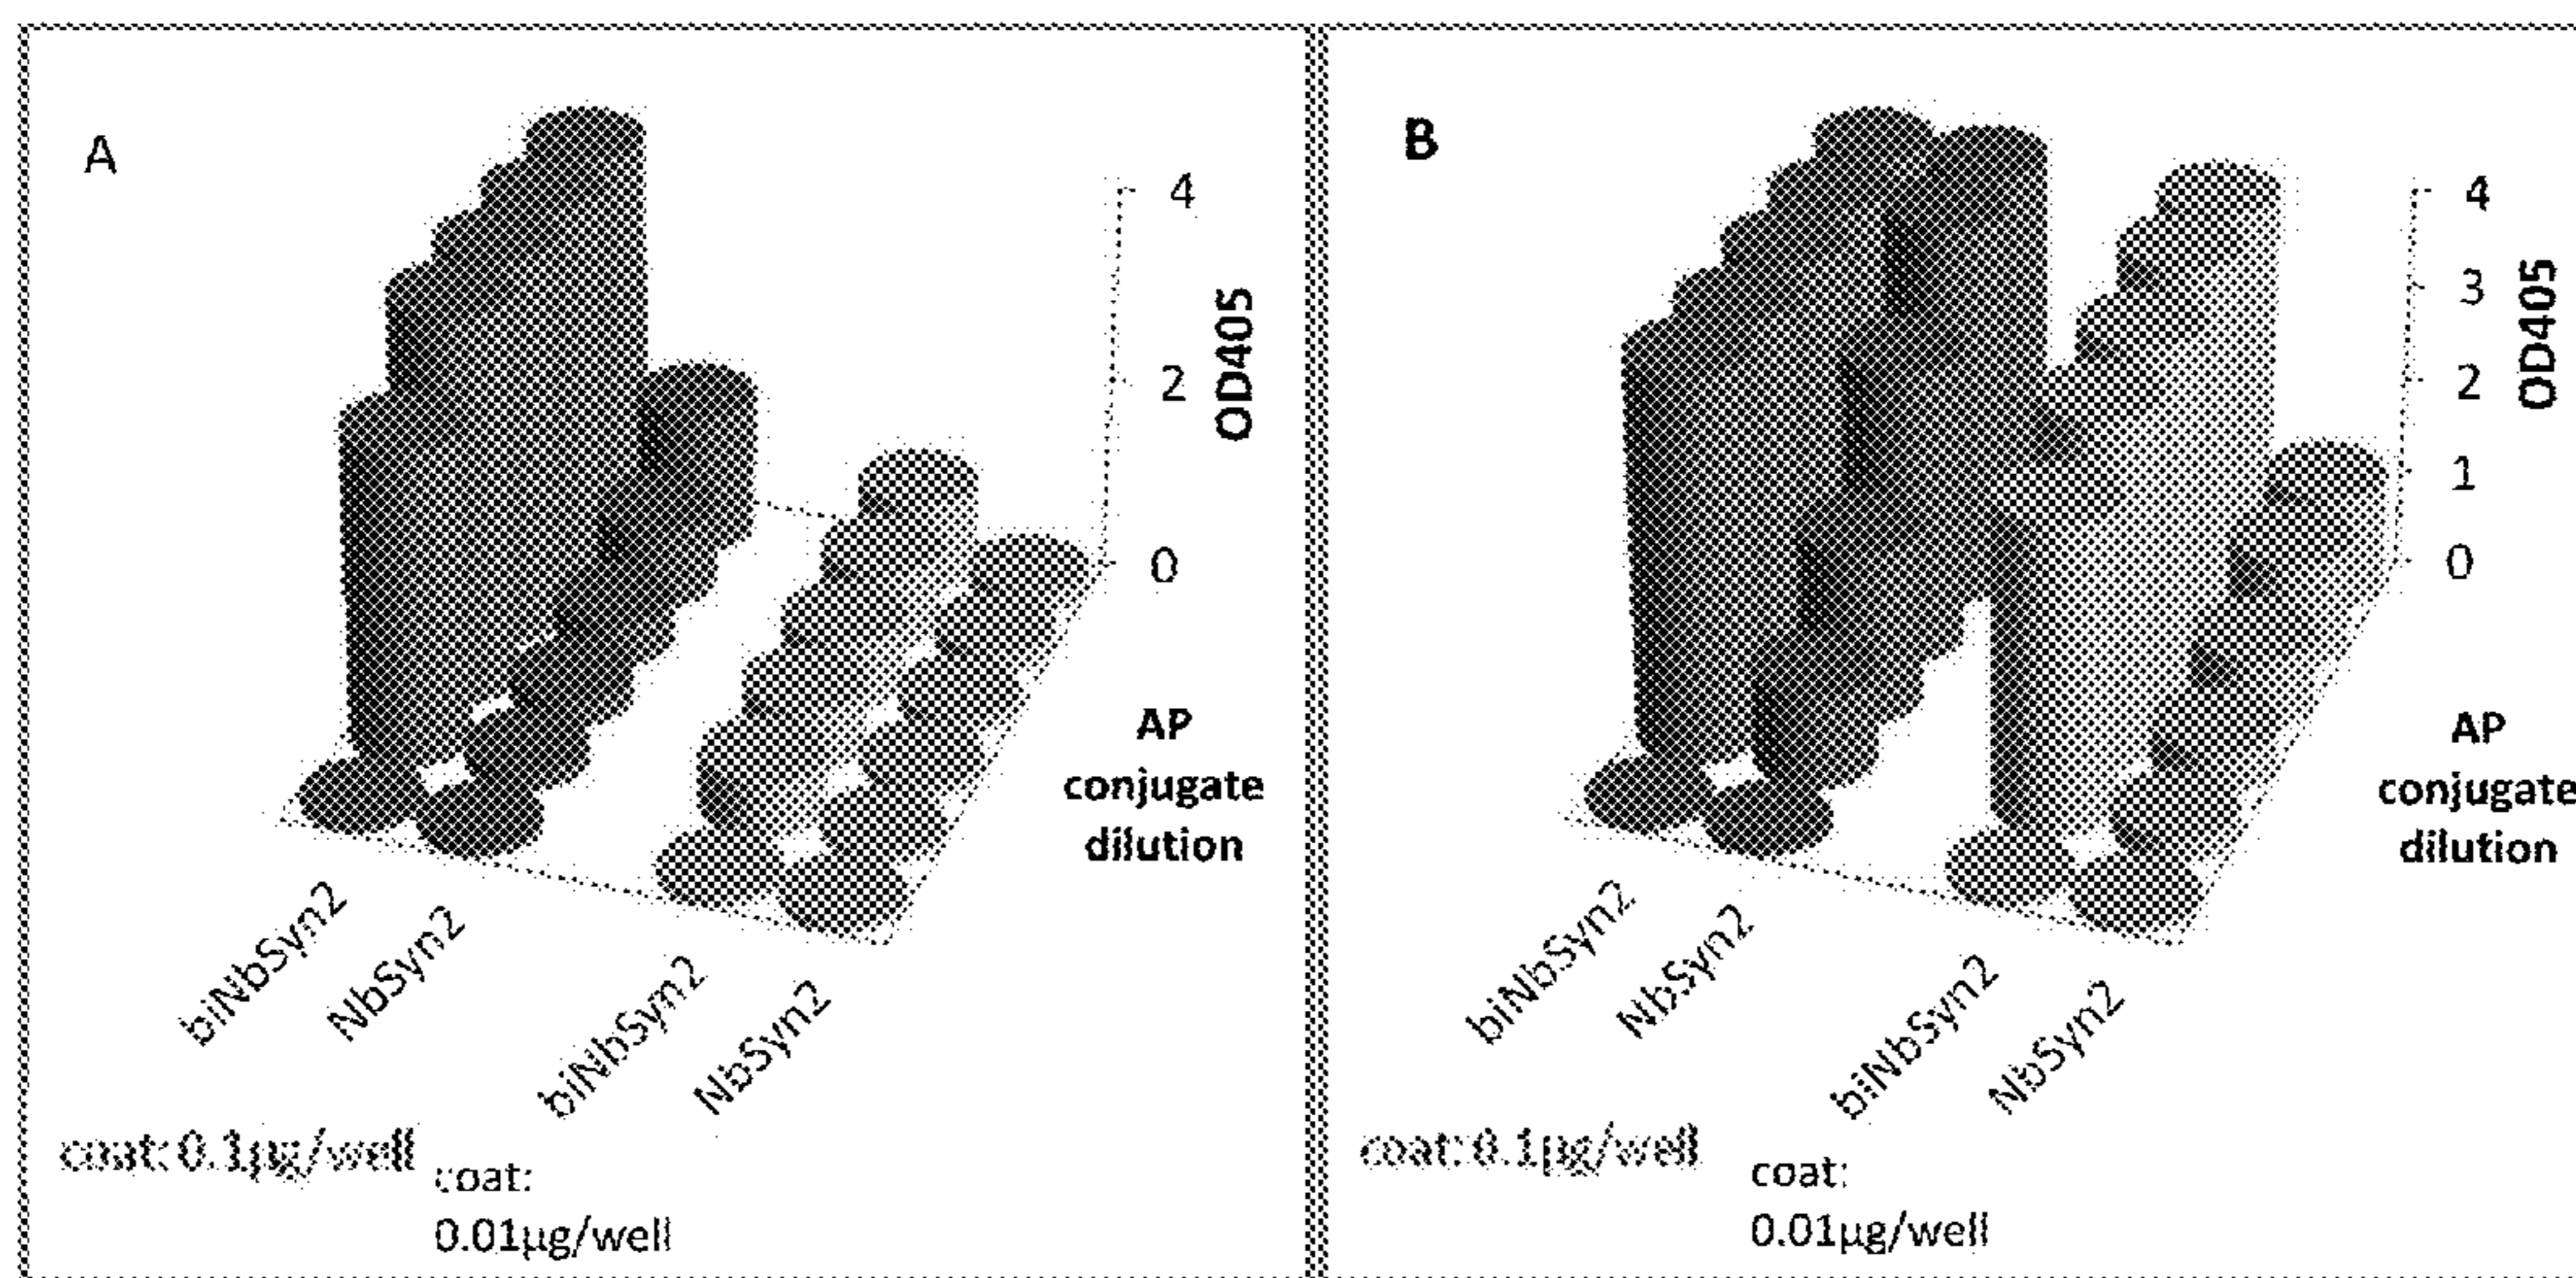 A
4
2
0
OD405
AP
conjugate
dilution
biNbSyn2
NbSyn2
biNbSyn2
NbSyn2
coat: 0.1µg/well
coat:
0.01µg/well
B
4
3
2
1
0
OD405
AP
conjugate
dilution
biNbSyn2
NbSyn2
biNbSyn2
NbSyn2
coat: 0.1µg/well
coat:
0.01µg/well